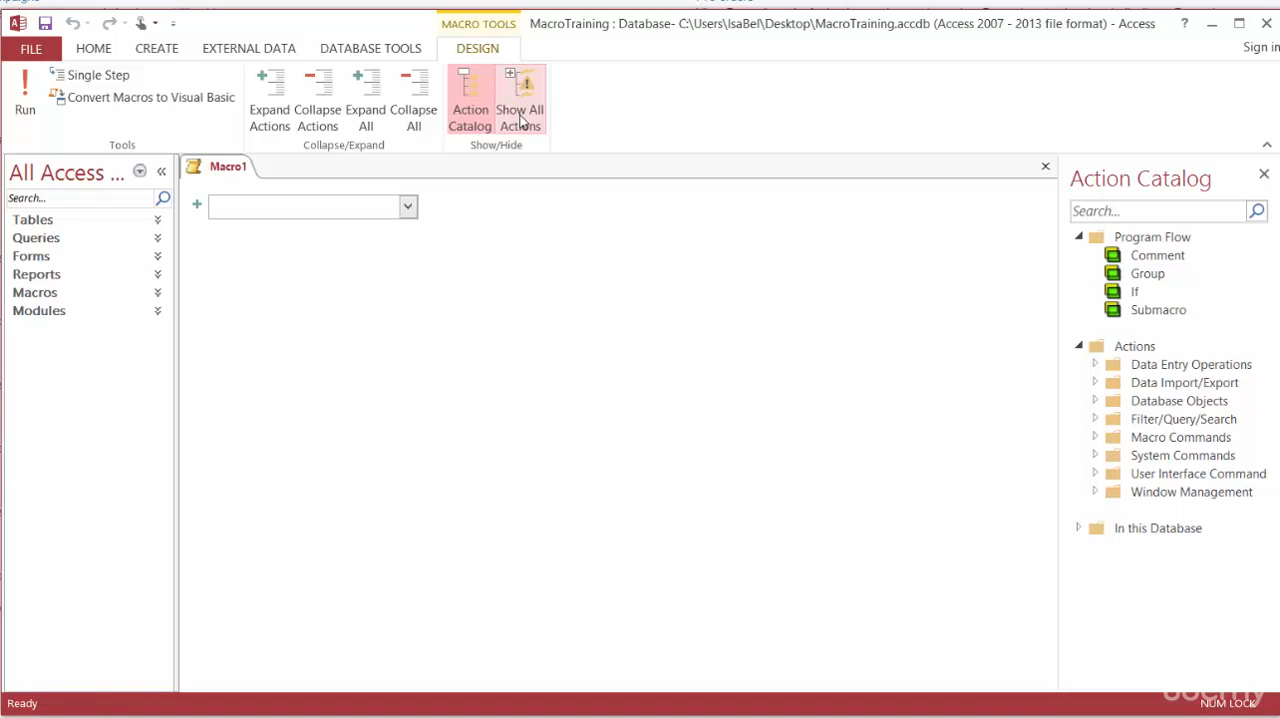 MACRO TOOLS
MacroTraining : Database- C:\Users\IsaBel\Desktop\MacroTraining.accdb (Access 2007 - 2013 file format) - Access
?
FILE
HOME
CREATE
EXTERNAL DATA
DATABASE TOOLS
DESIGN
Sign in
Run
Single Step
Convert Macros to Visual Basic
Tools
Expand Actions
Collapse Actions
Expand All
Collapse All
Collapse/Expand
Action Catalog
Show All Actions
Show/Hide
All Access ...
Search...
Tables
Queries
Forms
Reports
Macros
Modules
Macro1
Action Catalog
Search...
Program Flow
Comment
Group
If
Submacro
Actions
Data Entry Operations
Data Import/Export
Database Objects
Filter/Query/Search
Macro Commands
System Commands
User Interface Command
Window Management
In this Database
Ready
NUM LOCK